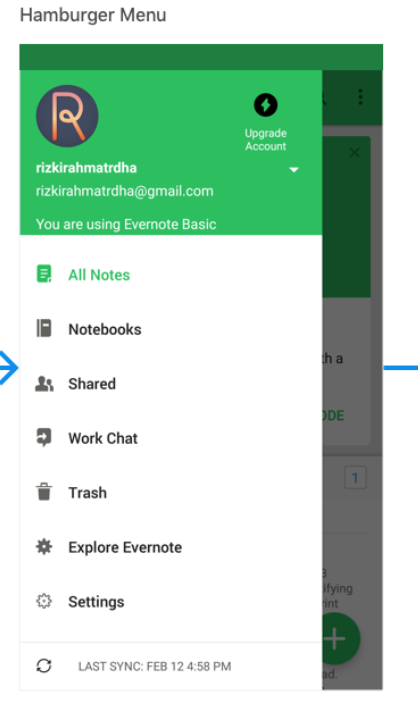 Hamburger Menu
Upgrade
Account
rizkirahmatrdha
rizkirahmatrdha@gmail.com
You are using Evernote Basic
All Notes
Notebooks
Shared
Work Chat
Trash
Explore Evernote
Settings
LAST SYNC: FEB 12 4:58 PM
th a
ODE
1
3
ifying
rint
ad.